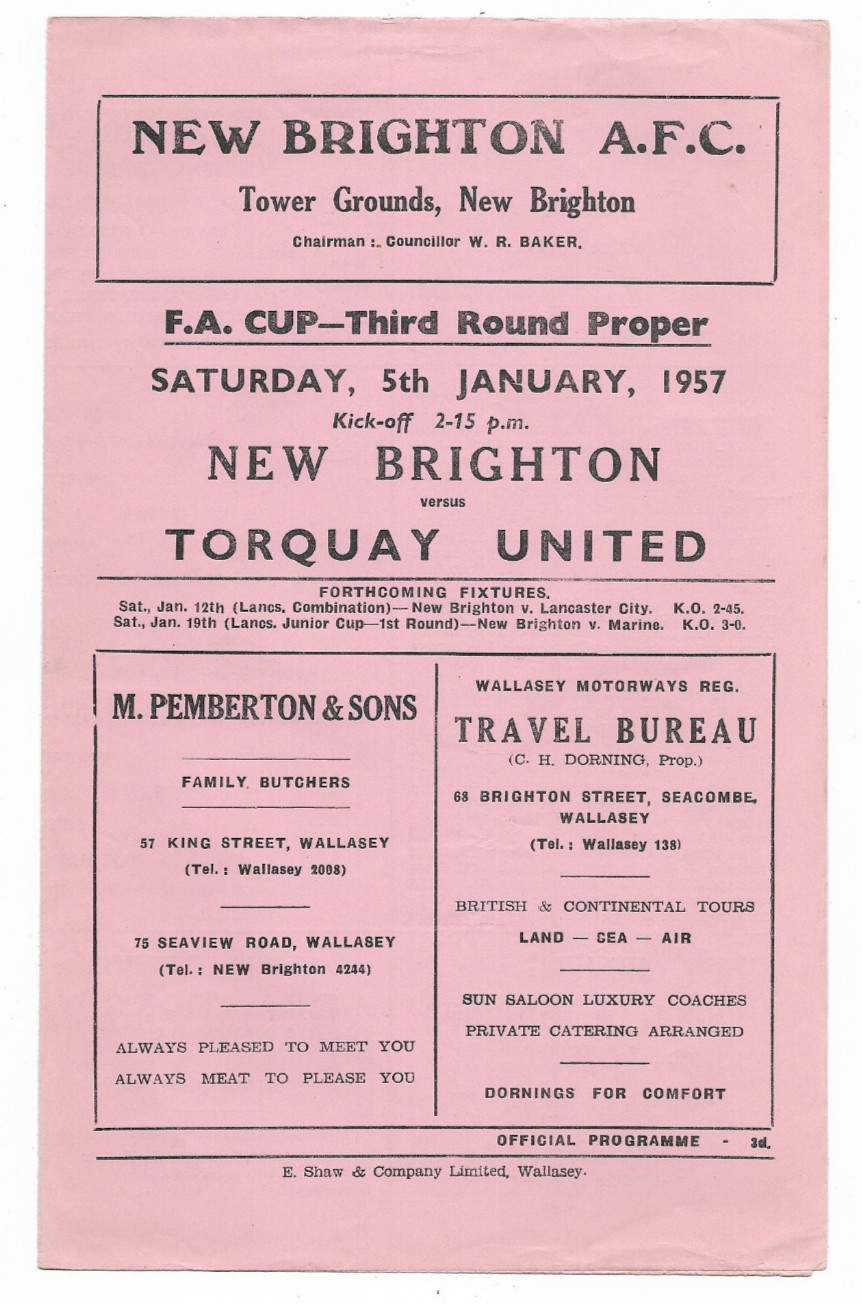 NEW BRIGHTON A.F.C.
Tower Grounds, New Brighton
Chairman :. Councillor W. R. BAKER.
F.A. CUP—Third Round Proper
SATURDAY, 5th JANUARY, 1957
Kick-off 2-15 p.m.
NEW BRIGHTON
versus
TORQUAY UNITED
FORTHCOMING FIXTURES.
Sat., Jan. 12th (Lancs. Combination)—New Brighton v. Lancaster City. K.O. 2-45.
Sat., Jan. 19th (Lancs. Junior Cup—1st Round)—New Brighton v. Marine. K.O. 3-0.
M. PEMBERTON & SONS
FAMILY BUTCHERS
57 KING STREET, WALLASEY
(Tel. : Wallasey 2008)
75 SEAVIEW ROAD, WALLASEY
(Tel. : NEW Brighton 4244)
ALWAYS PLEASED TO MEET YOU
ALWAYS MEAT TO PLEASE YOU
WALLASEY MOTORWAYS REG.
TRAVEL BUREAU
(C. H. DORNING, Prop.)
68 BRIGHTON STREET, SEACOMBE,
WALLASEY
(Tel. : Wallasey 138)
BRITISH & CONTINENTAL TOURS
LAND — SEA — AIR
SUN SALOON LUXURY COACHES
PRIVATE CATERING ARRANGED
DORNINGS FOR COMFORT
OFFICIAL PROGRAMME - 3d.
E. Shaw & Company Limited, Wallasey.